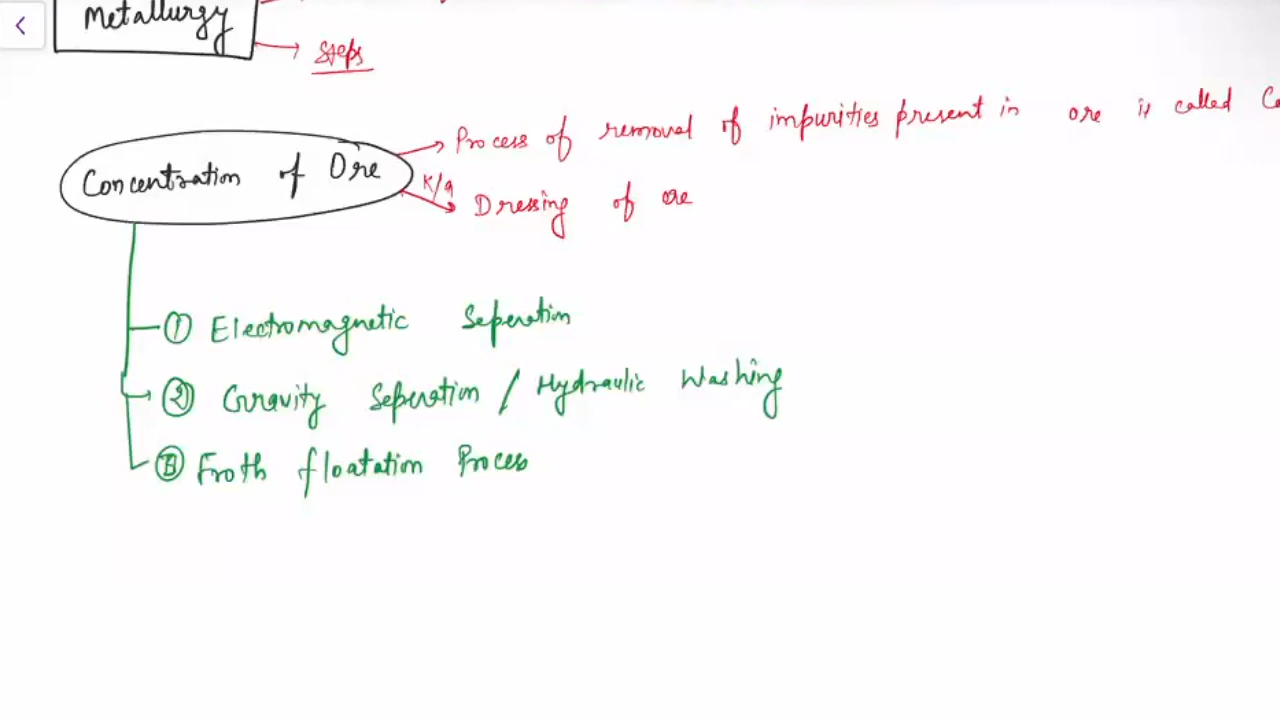 Metallurgy
Steps
Process of removal of impurities present in ore is called
Concentration of Ore
K/a
Dressing of ore
① Electromagnetic Seperation
② Gravity Seperation / Hydraulic Washing
③ Froth floatation Process